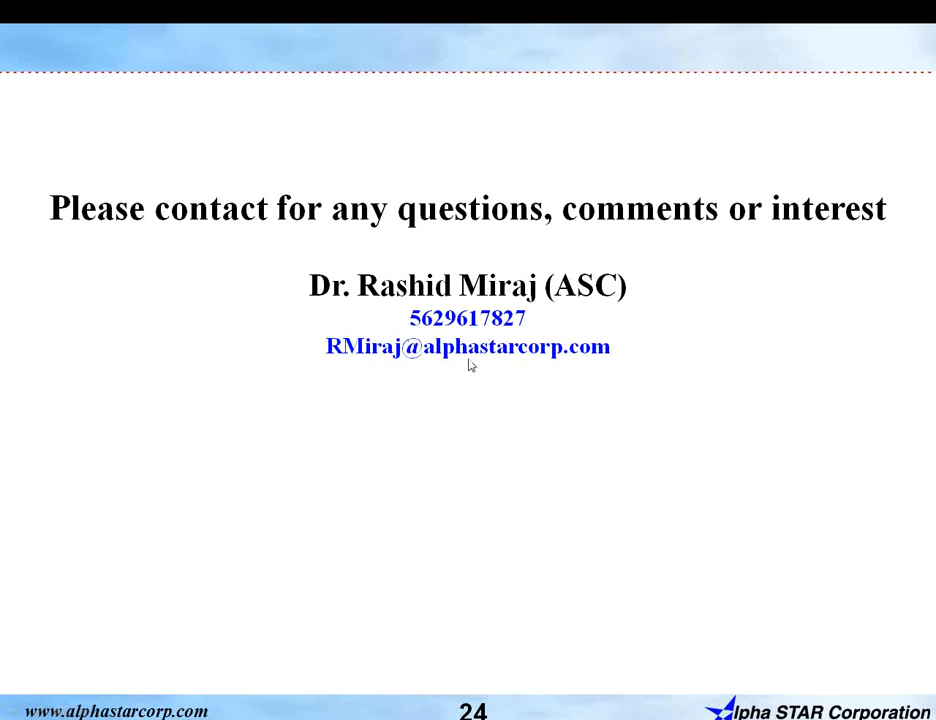 Please contact for any questions, comments or interest
Dr. Rashid Miraj (ASC)
5629617827
RMiraj@alphastarcorp.com
www.alphastarcorp.com
24
lpha STAR Corporation